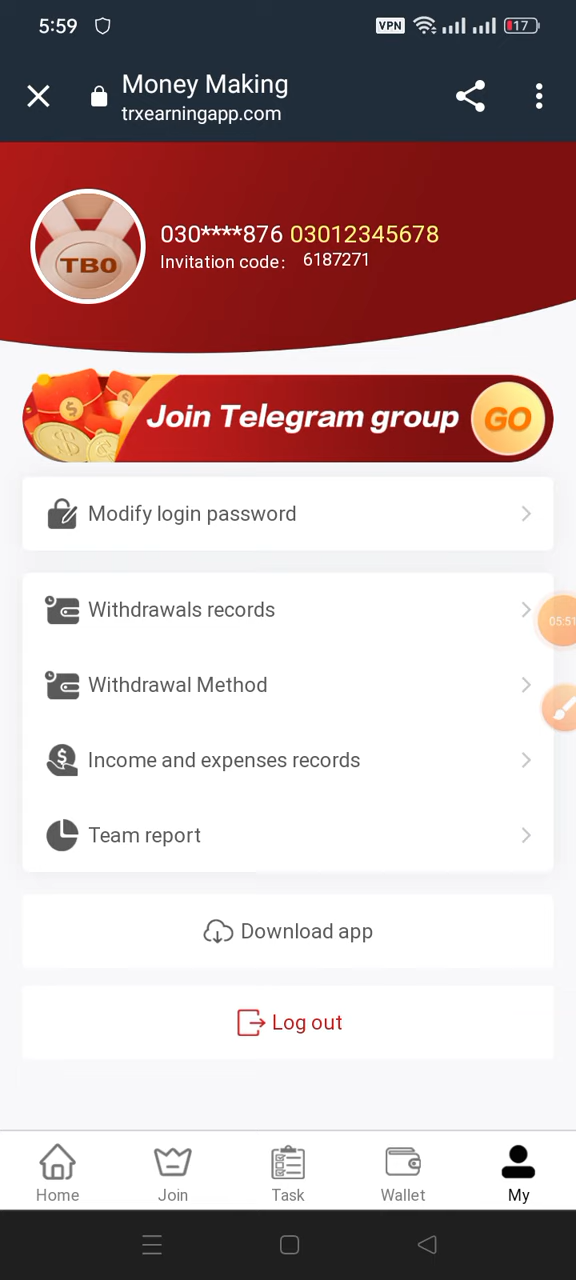 5:59 VPN 17
Money Making
trxearningapp.com
030****876 03012345678
Invitation code: 6187271
TB0
Join Telegram group GO
Modify login password
Withdrawals records
05:51
Withdrawal Method
Income and expenses records
Team report
Download app
Log out
Home Join Task Wallet My